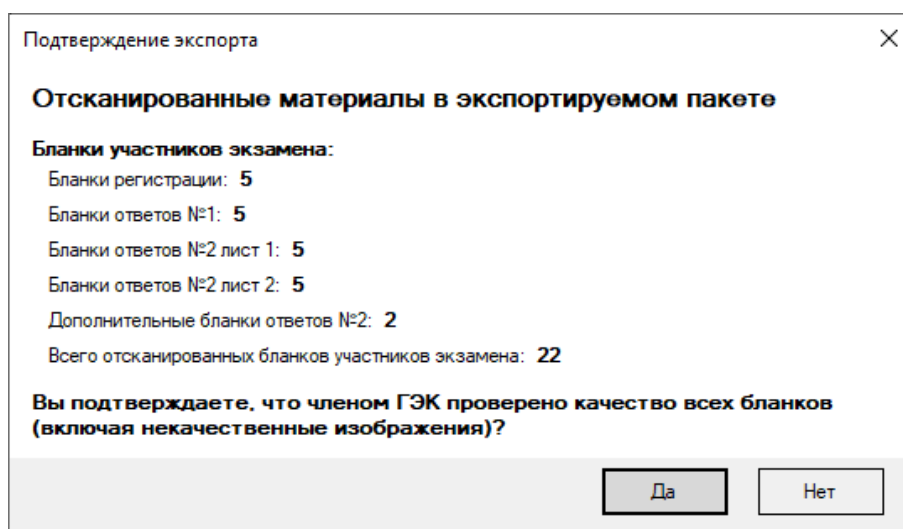 Подтверждение экспорта
Отсканированные материалы в экспортируемом пакете
Бланки участников экзамена:
Бланки регистрации: 5
Бланки ответов №1: 5
Бланки ответов №2 лист 1: 5
Бланки ответов №2 лист 2: 5
Дополнительные бланки ответов №2: 2
Всего отсканированных бланков участников экзамена: 22
Вы подтверждаете, что членом ГЭК проверено качество всех бланков
(включая некачественные изображения)?
Да Нет